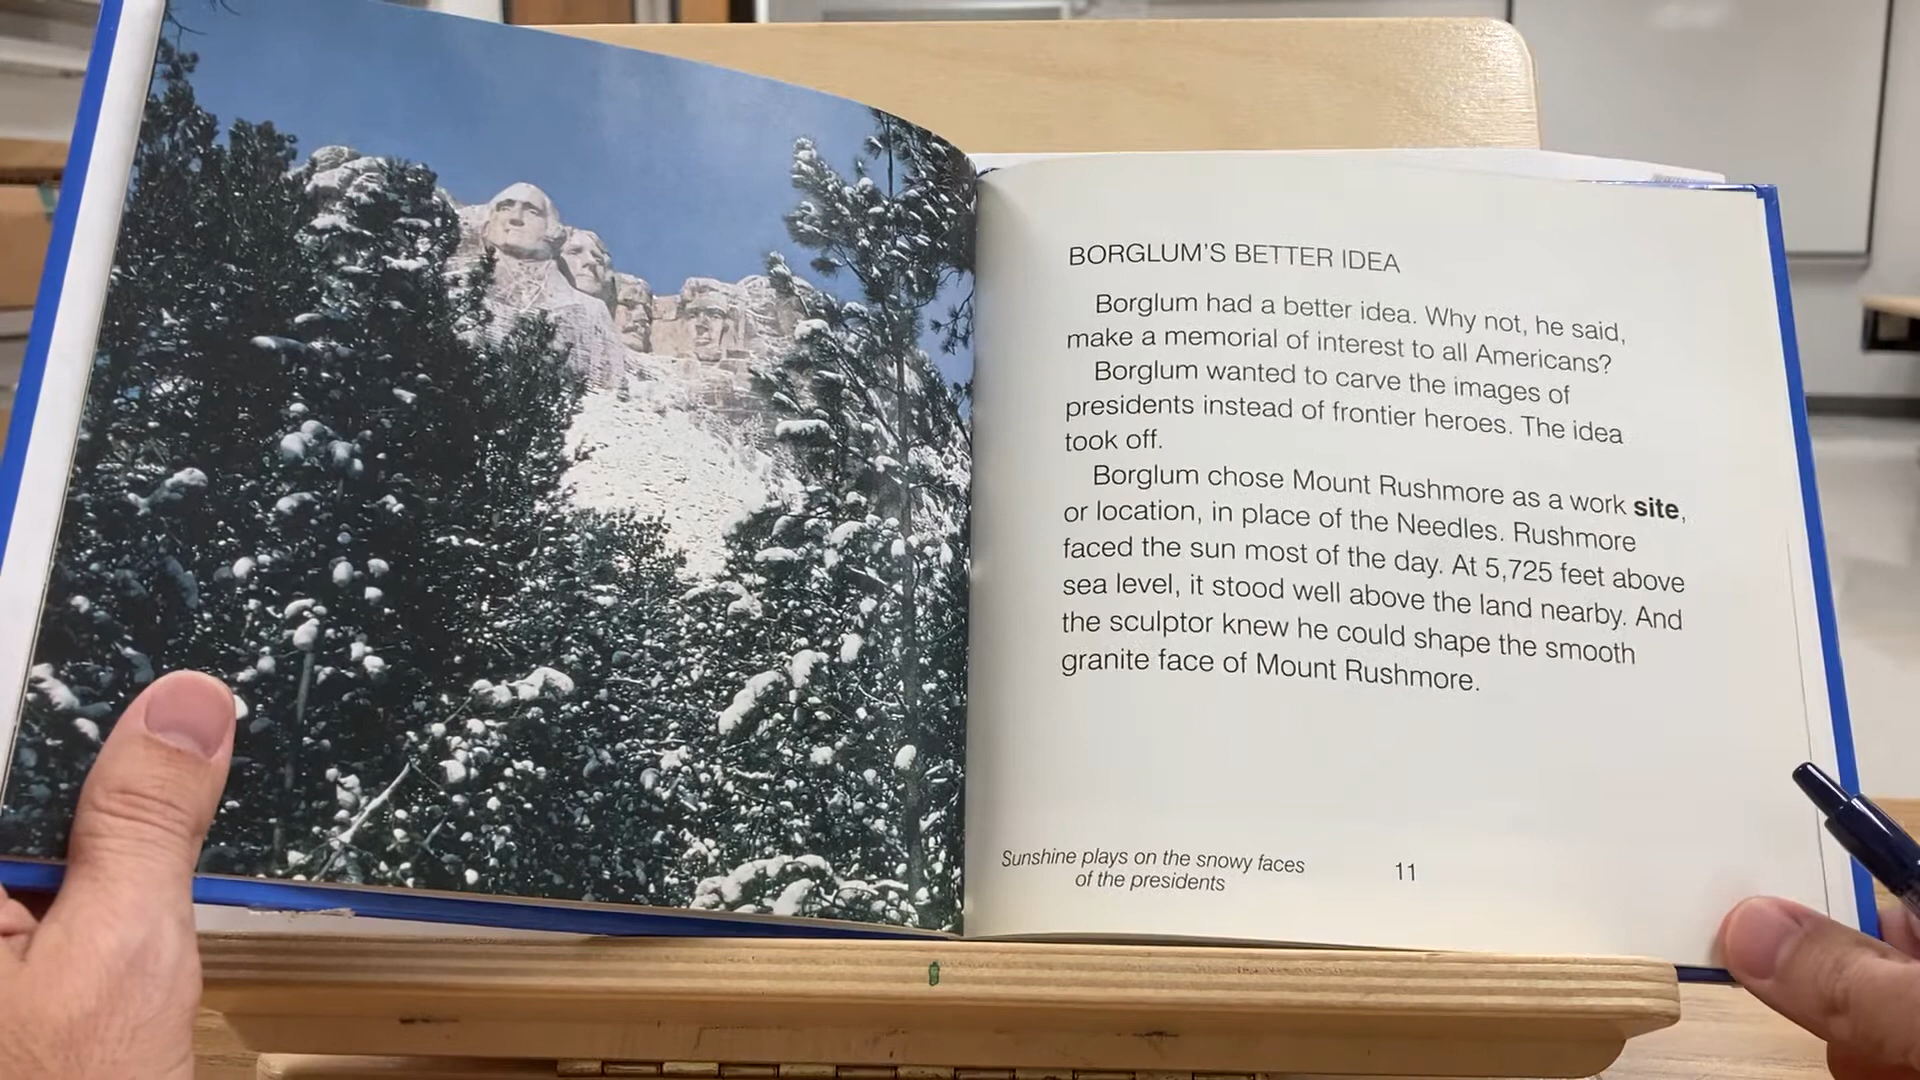 BORGLUM'S BETTER IDEA
Borglum had a better idea. Why not, he said,
make a memorial of interest to all Americans?
Borglum wanted to carve the images of
presidents instead of frontier heroes. The idea
took off.
Borglum chose Mount Rushmore as a work site,
or location, in place of the Needles. Rushmore
faced the sun most of the day. At 5,725 feet above
sea level, it stood well above the land nearby. And
the sculptor knew he could shape the smooth
granite face of Mount Rushmore.
Sunshine plays on the snowy faces
of the presidents
11